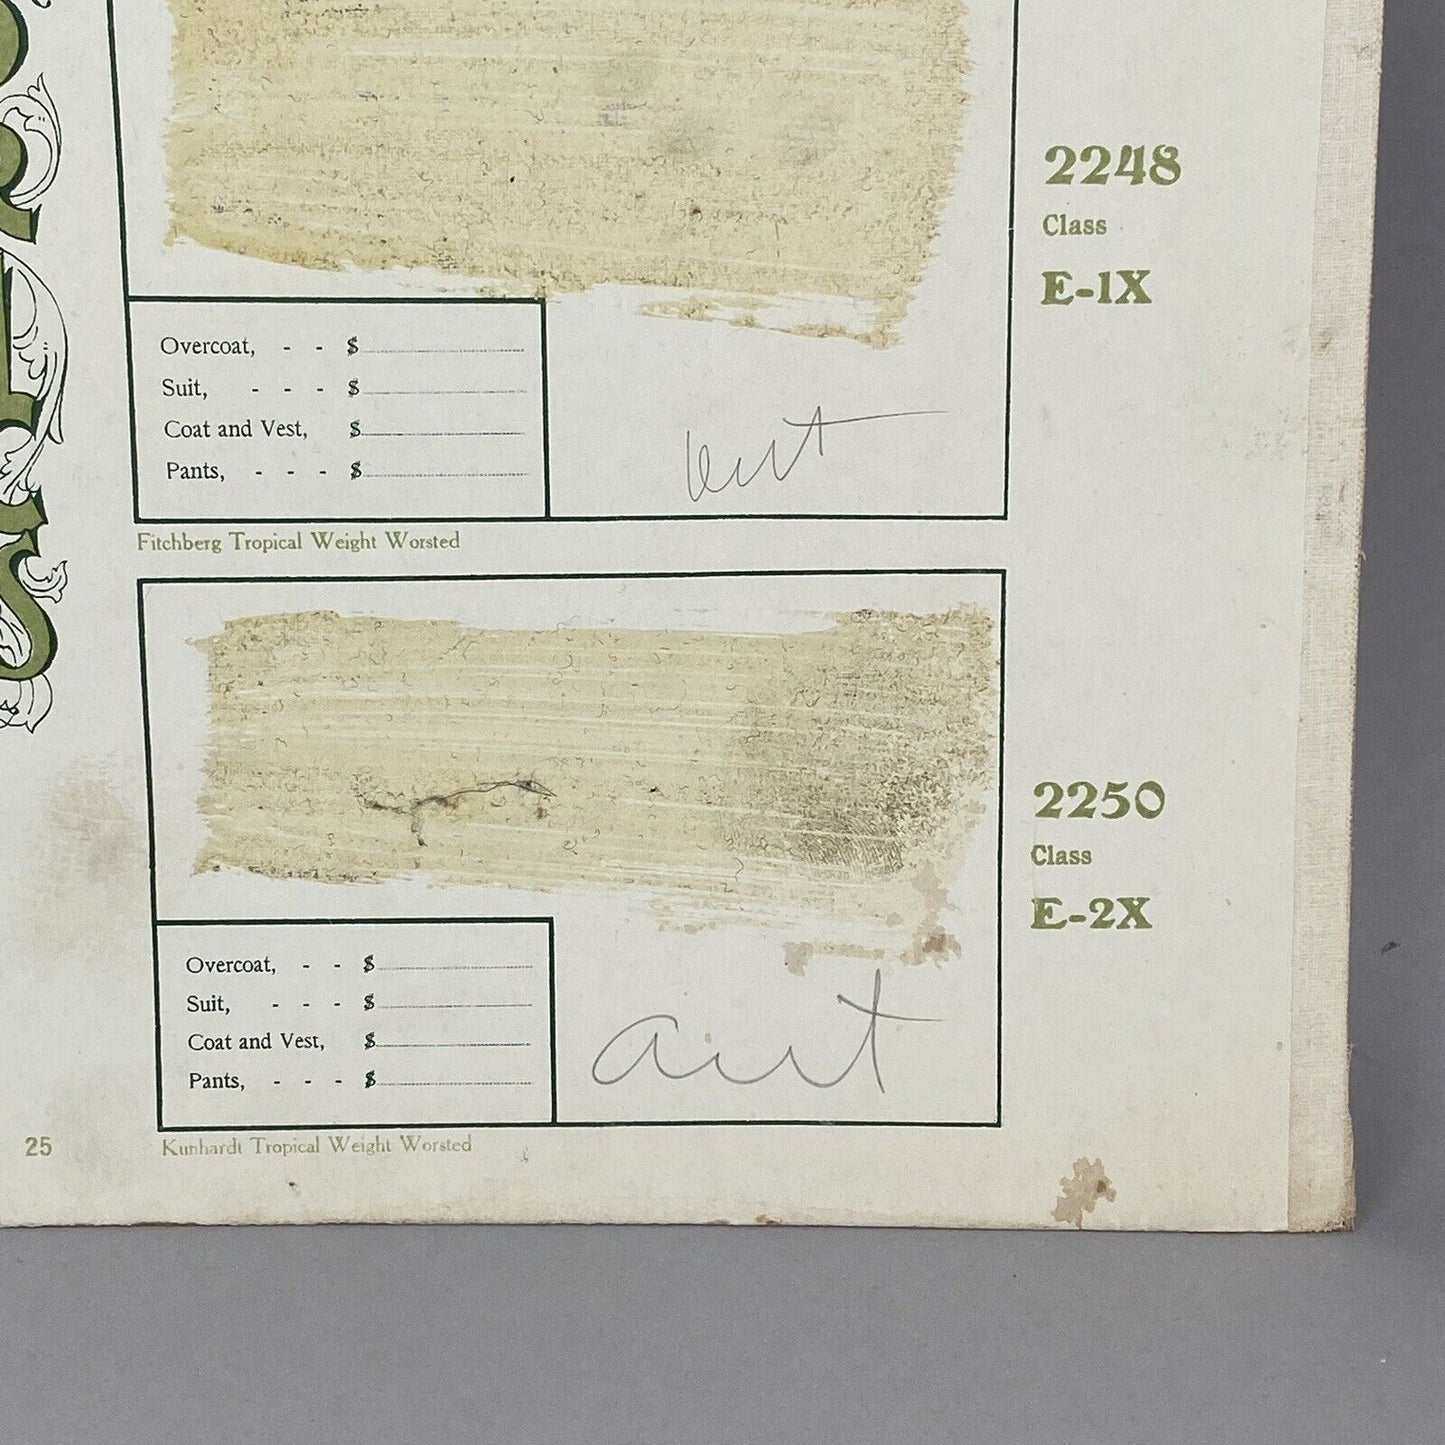 2248
Class
E-1X
Overcoat, - - $
Suit, - - - $
Coat and Vest, $
Pants, - - - $
Fitchberg Tropical Weight Worsted
2250
Class
E-2X
Overcoat, - - $
Suit, - - - $
Coat and Vest, $
Pants, - - - $
25
Kunhardt Tropical Weight Worsted